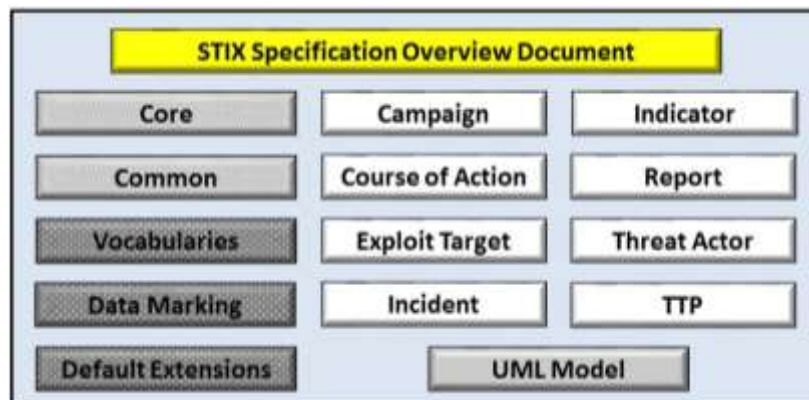 STIX Specification Overview Document
Core
Campaign
Indicator
Common
Course of Action
Report
Vocabularies
Exploit Target
Threat Actor
Data Marking
Incident
TTP
Default Extensions
UML Model